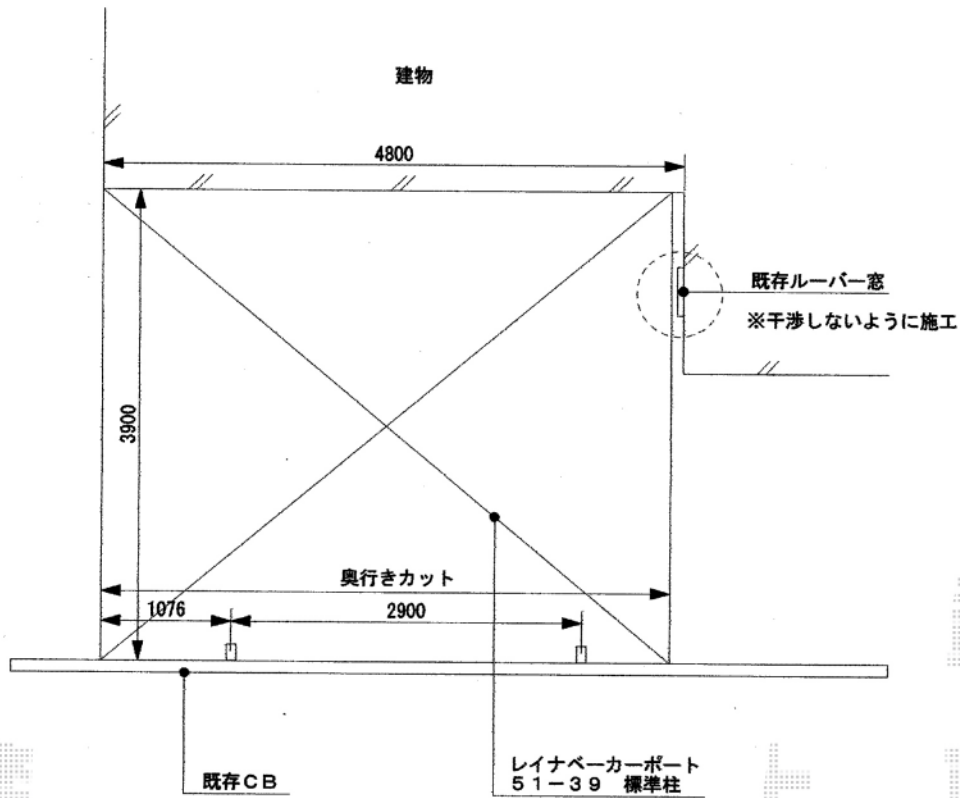 建物
4800
既存ルーバー窓
※干渉しないように施工
3900
奥行きカット
1076
2900
既存CB
レイナベーカーポート
51-39 標準柱